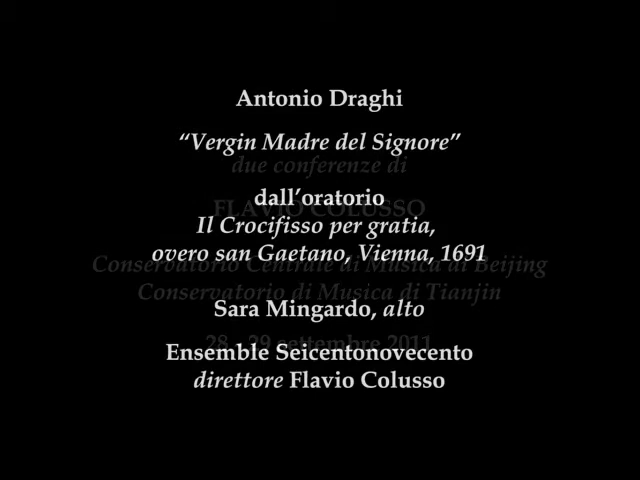 Antonio Draghi
“Vergin Madre del Signore”
due conferenze di
dall’oratorio
FLAVIO COLUSSO
Il Crocifisso per gratia,
overo san Gaetano, Vienna, 1691
Conservatorio Centrale di Musica di Beijing
Conservatorio di Musica di Tianjin
Sara Mingardo, alto
28 - 29 settembre 2011
Ensemble Seicentonovecento
direttore Flavio Colusso